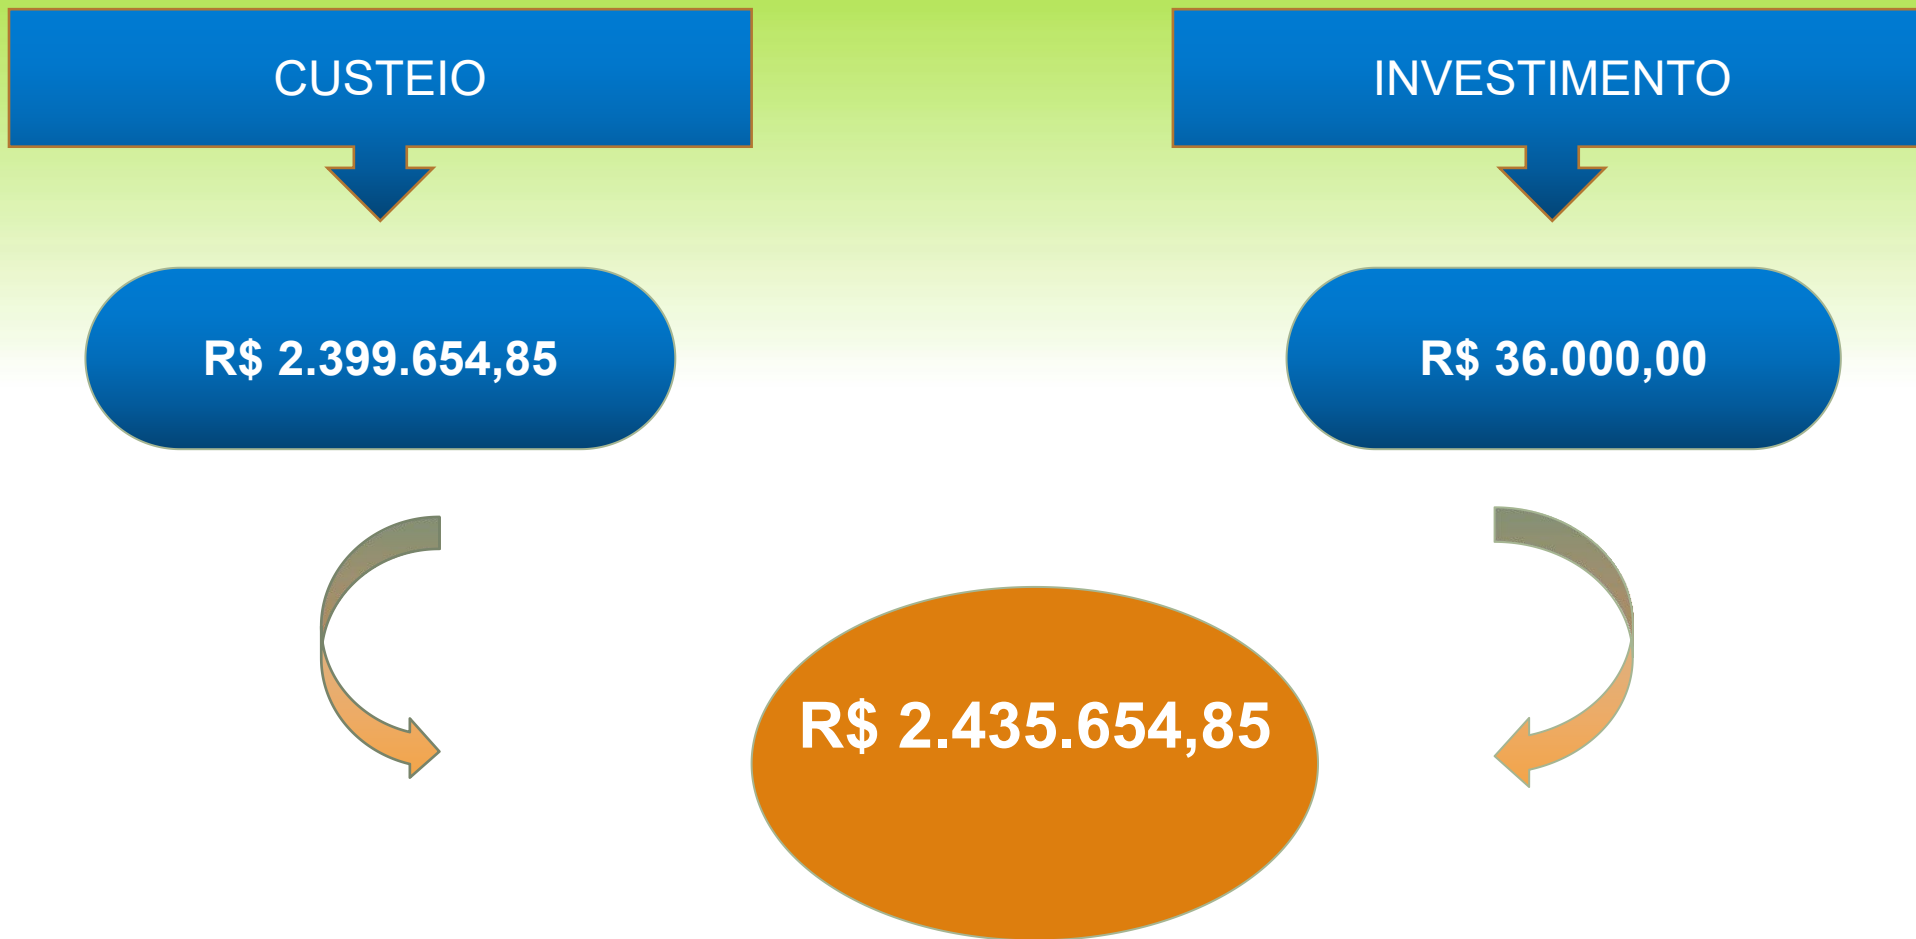 CUSTEIO
INVESTIMENTO
R$ 2.399.654,85
R$ 36.000,00
R$ 2.435.654,85